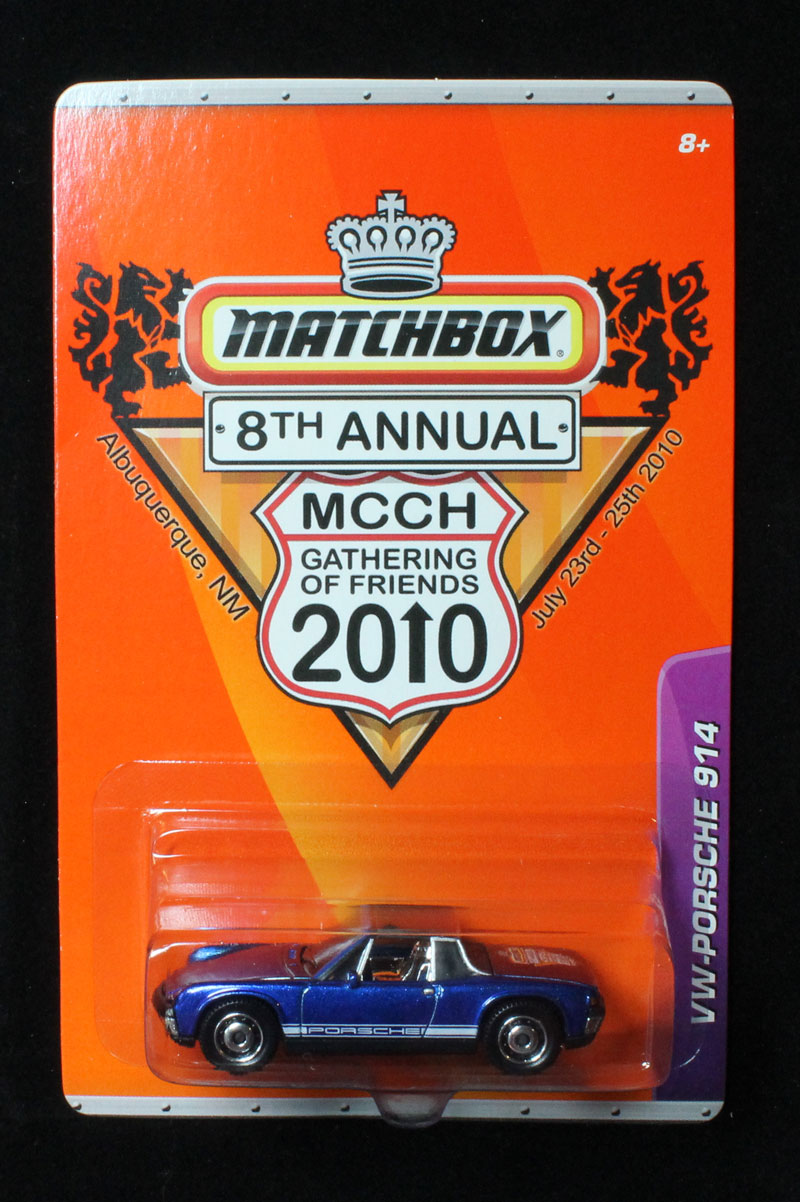 8+
MATCHBOX®
8TH ANNUAL
MCCH
GATHERING
OF FRIENDS
2010
Albuquerque, NM
July 23rd - 25th 2010
VW-PORSCHE 914
PORSCHE